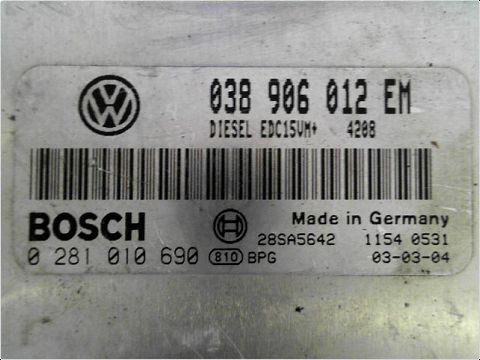 038 906 012 EM
DIESEL EDC15VM+ 4208
BOSCH
Made in Germany
28SA5642 1154 0531
0 281 010 690 810 BPG 03-03-04